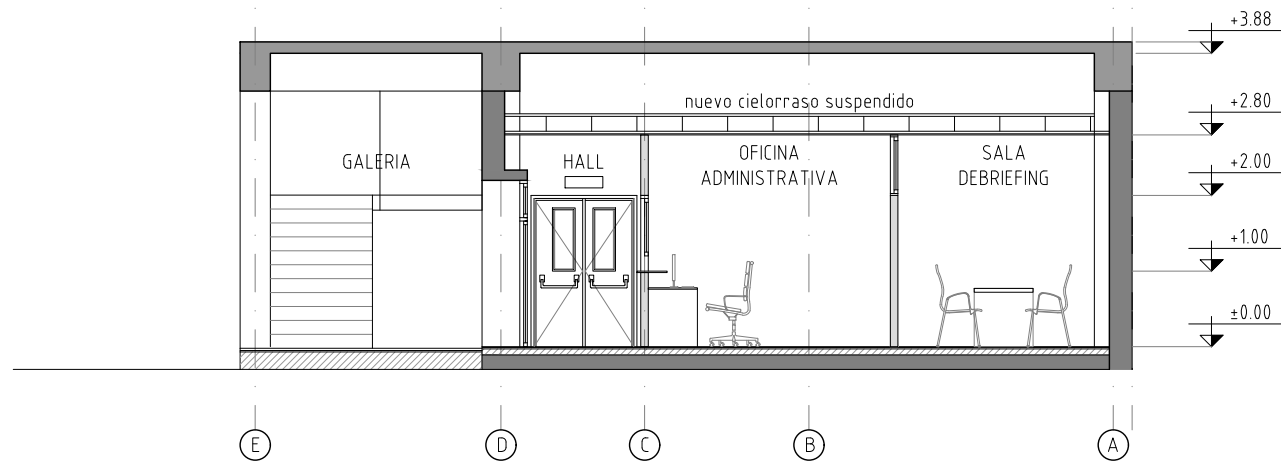 +3.88
nuevo cielorraso suspendido
+2.80
GALERIA
HALL
OFICINA
ADMINISTRATIVA
SALA
DEBRIEFING
+2.00
+1.00
±0.00
E
D
C
B
A